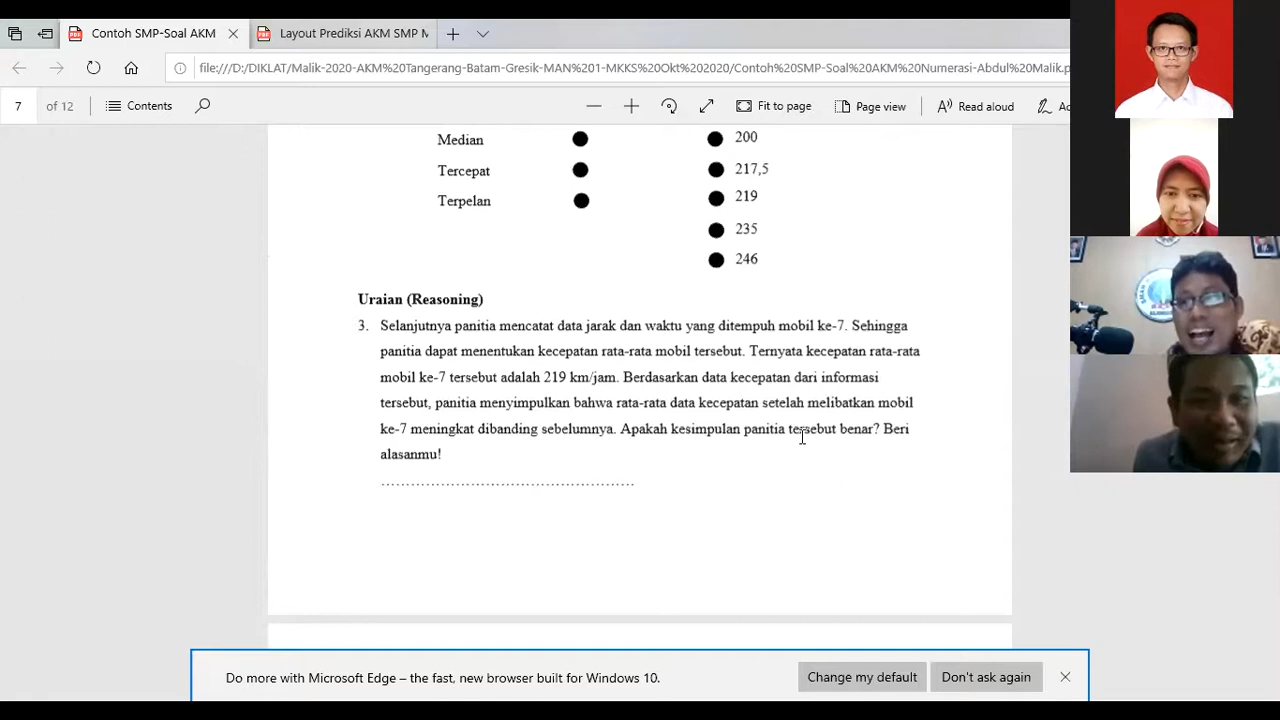 Contoh SMP-Soal AKM
Layout Prediksi AKM SMP M
file:///D:/DIKLAT/Malik-2020-AKM%20Tangerang-Batam-Gresik-MAN%201-MKKS%20Okt%202020/Contoh%20SMP-Soal%20AKM%20Numerasi-Abdul%20Malik.p
7 of 12
Contents
Fit to page
Page view
Read aloud
Median
200
Tercepat
217,5
Terpelan
219
235
246
Uraian (Reasoning)
3. Selanjutnya panitia mencatat data jarak dan waktu yang ditempuh mobil ke-7. Sehingga
panitia dapat menentukan kecepatan rata-rata mobil tersebut. Ternyata kecepatan rata-rata
mobil ke-7 tersebut adalah 219 km/jam. Berdasarkan data kecepatan dari informasi
tersebut, panitia menyimpulkan bahwa rata-rata data kecepatan setelah melibatkan mobil
ke-7 meningkat dibanding sebelumnya. Apakah kesimpulan panitia tersebut benar? Beri
alasanmu!
..................................................
Do more with Microsoft Edge – the fast, new browser built for Windows 10.
Change my default
Don't ask again